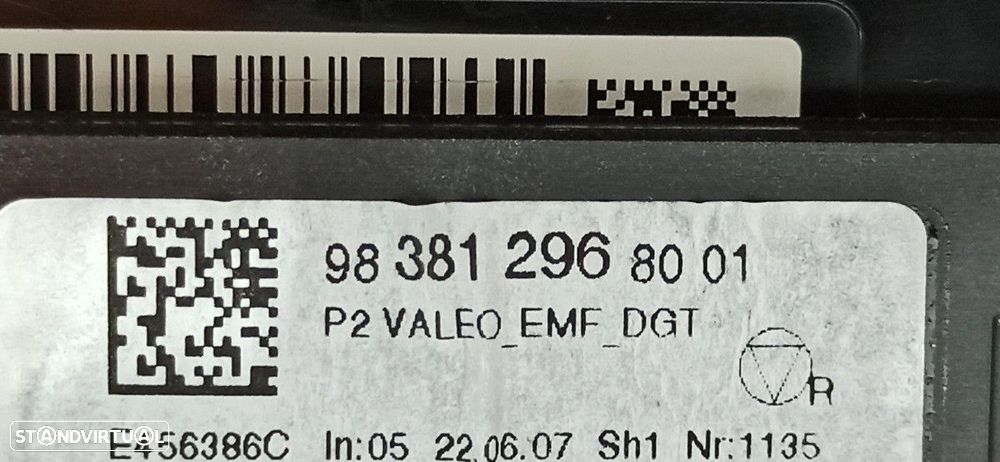 98 381 296 80 01
P2 VALEO_EMF_DGT
R
E456386C In:05 22.06.07 Sh1 Nr:1135
STANDVIRTUAL